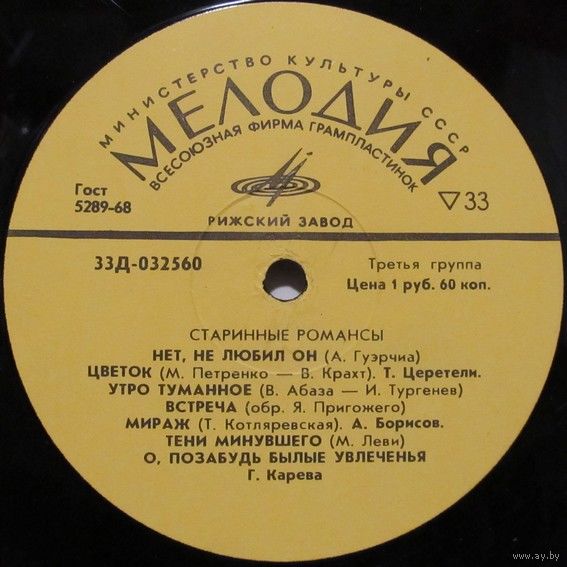 МИНИСТЕРСТВО КУЛЬТУРЫ СССР
МЕЛОДИЯ
ВСЕСОЮЗНАЯ ФИРМА ГРАМПЛАСТИНОК
Гост
5289-68
▽33
РИЖСКИЙ ЗАВОД
33Д-032560
Третья группа
Цена 1 руб. 60 коп.
СТАРИННЫЕ РОМАНСЫ
НЕТ, НЕ ЛЮБИЛ ОН (А. Гуэрчиа)
ЦВЕТОК (М. Петренко — В. Крахт). Т. Церетели.
УТРО ТУМАННОЕ (В. Абаза — И. Тургенев)
ВСТРЕЧА (обр. Я. Пригожего)
МИРАЖ (Т. Котляревская). А. Борисов.
ТЕНИ МИНУВШЕГО (М. Леви)
О, ПОЗАБУДЬ БЫЛЫЕ УВЛЕЧЕНЬЯ
Г. Карева
www.ay.by